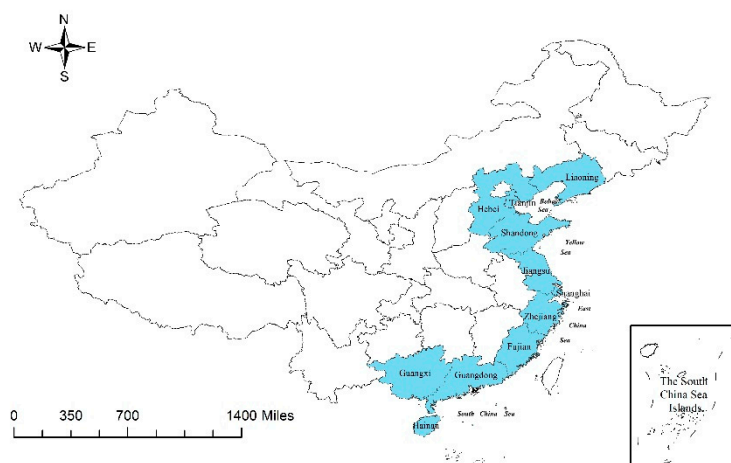 N
W E
S
Liaoning
Tianjin
Bohai
Sea
Hebei
Shandong
Yellow
Sea
Jiangsu
Shanghai
East
Zhejiang
China
Sea
Fujian
Guangxi
Guangdong
South China Sea
Hainan
0 350 700 1400 Miles
The South
China Sea
Islands